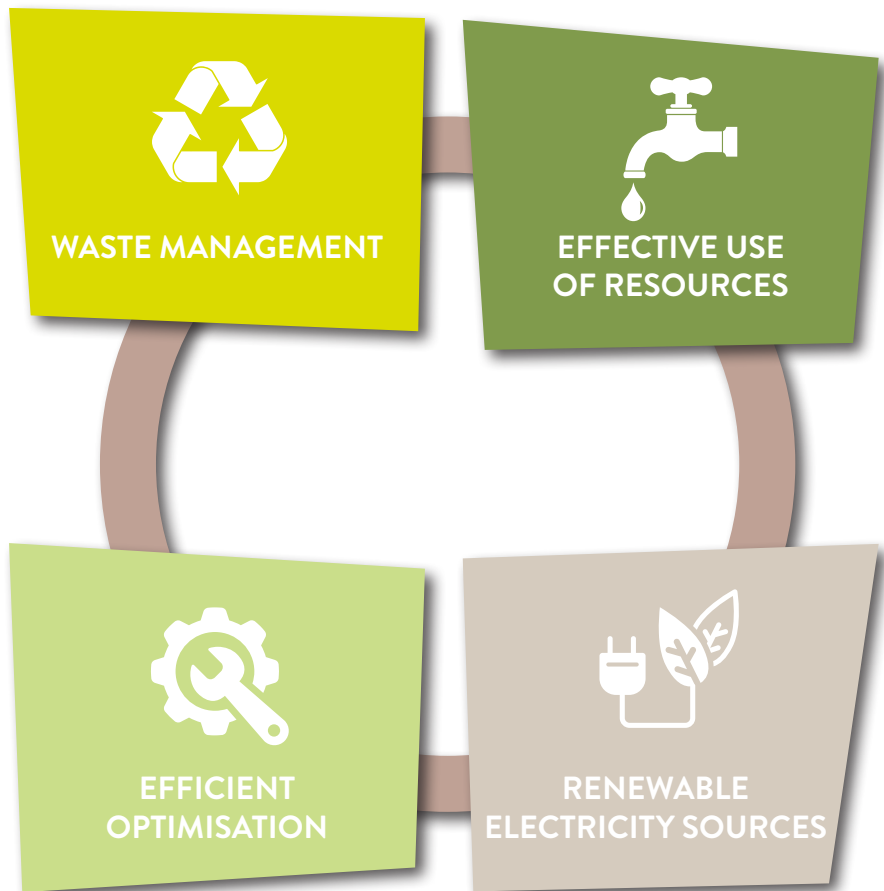 WASTE MANAGEMENT
EFFECTIVE USE
OF RESOURCES
EFFICIENT
OPTIMISATION
RENEWABLE
ELECTRICITY SOURCES